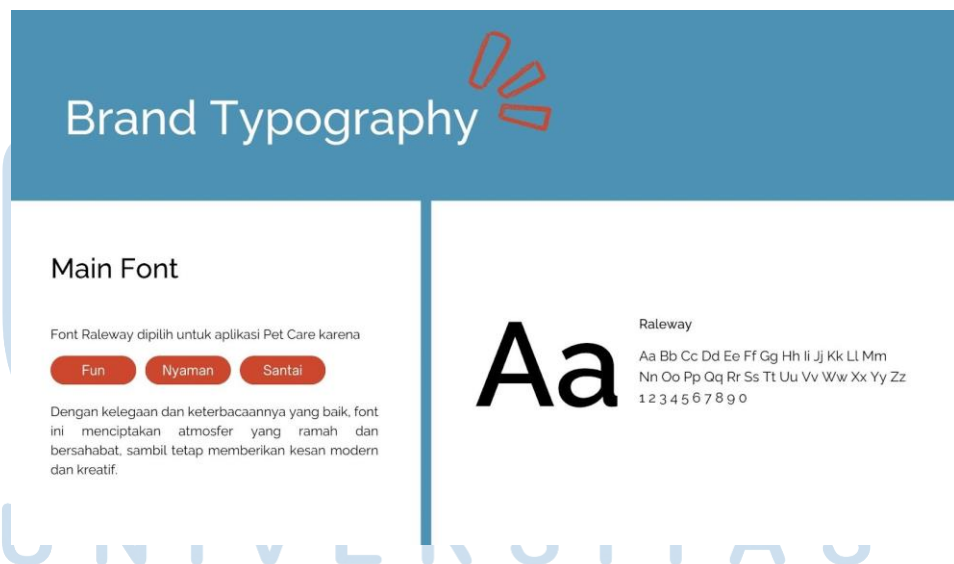 Brand Typography
Main Font
Font Raleway dipilih untuk aplikasi Pet Care karena
Fun Nyaman Santai
Dengan kelegaan dan keterbacaannya yang baik, font
ini menciptakan atmosfer yang ramah dan
bersahabat, sambil tetap memberikan kesan modern
dan kreatif.
Aa
Raleway
Aa Bb Cc Dd Ee Ff Gg Hh Ii Jj Kk Ll Mm
Nn Oo Pp Qq Rr Ss Tt Uu Vv Ww Xx Yy Zz
1 2 3 4 5 6 7 8 9 0
UNIVERSITAS